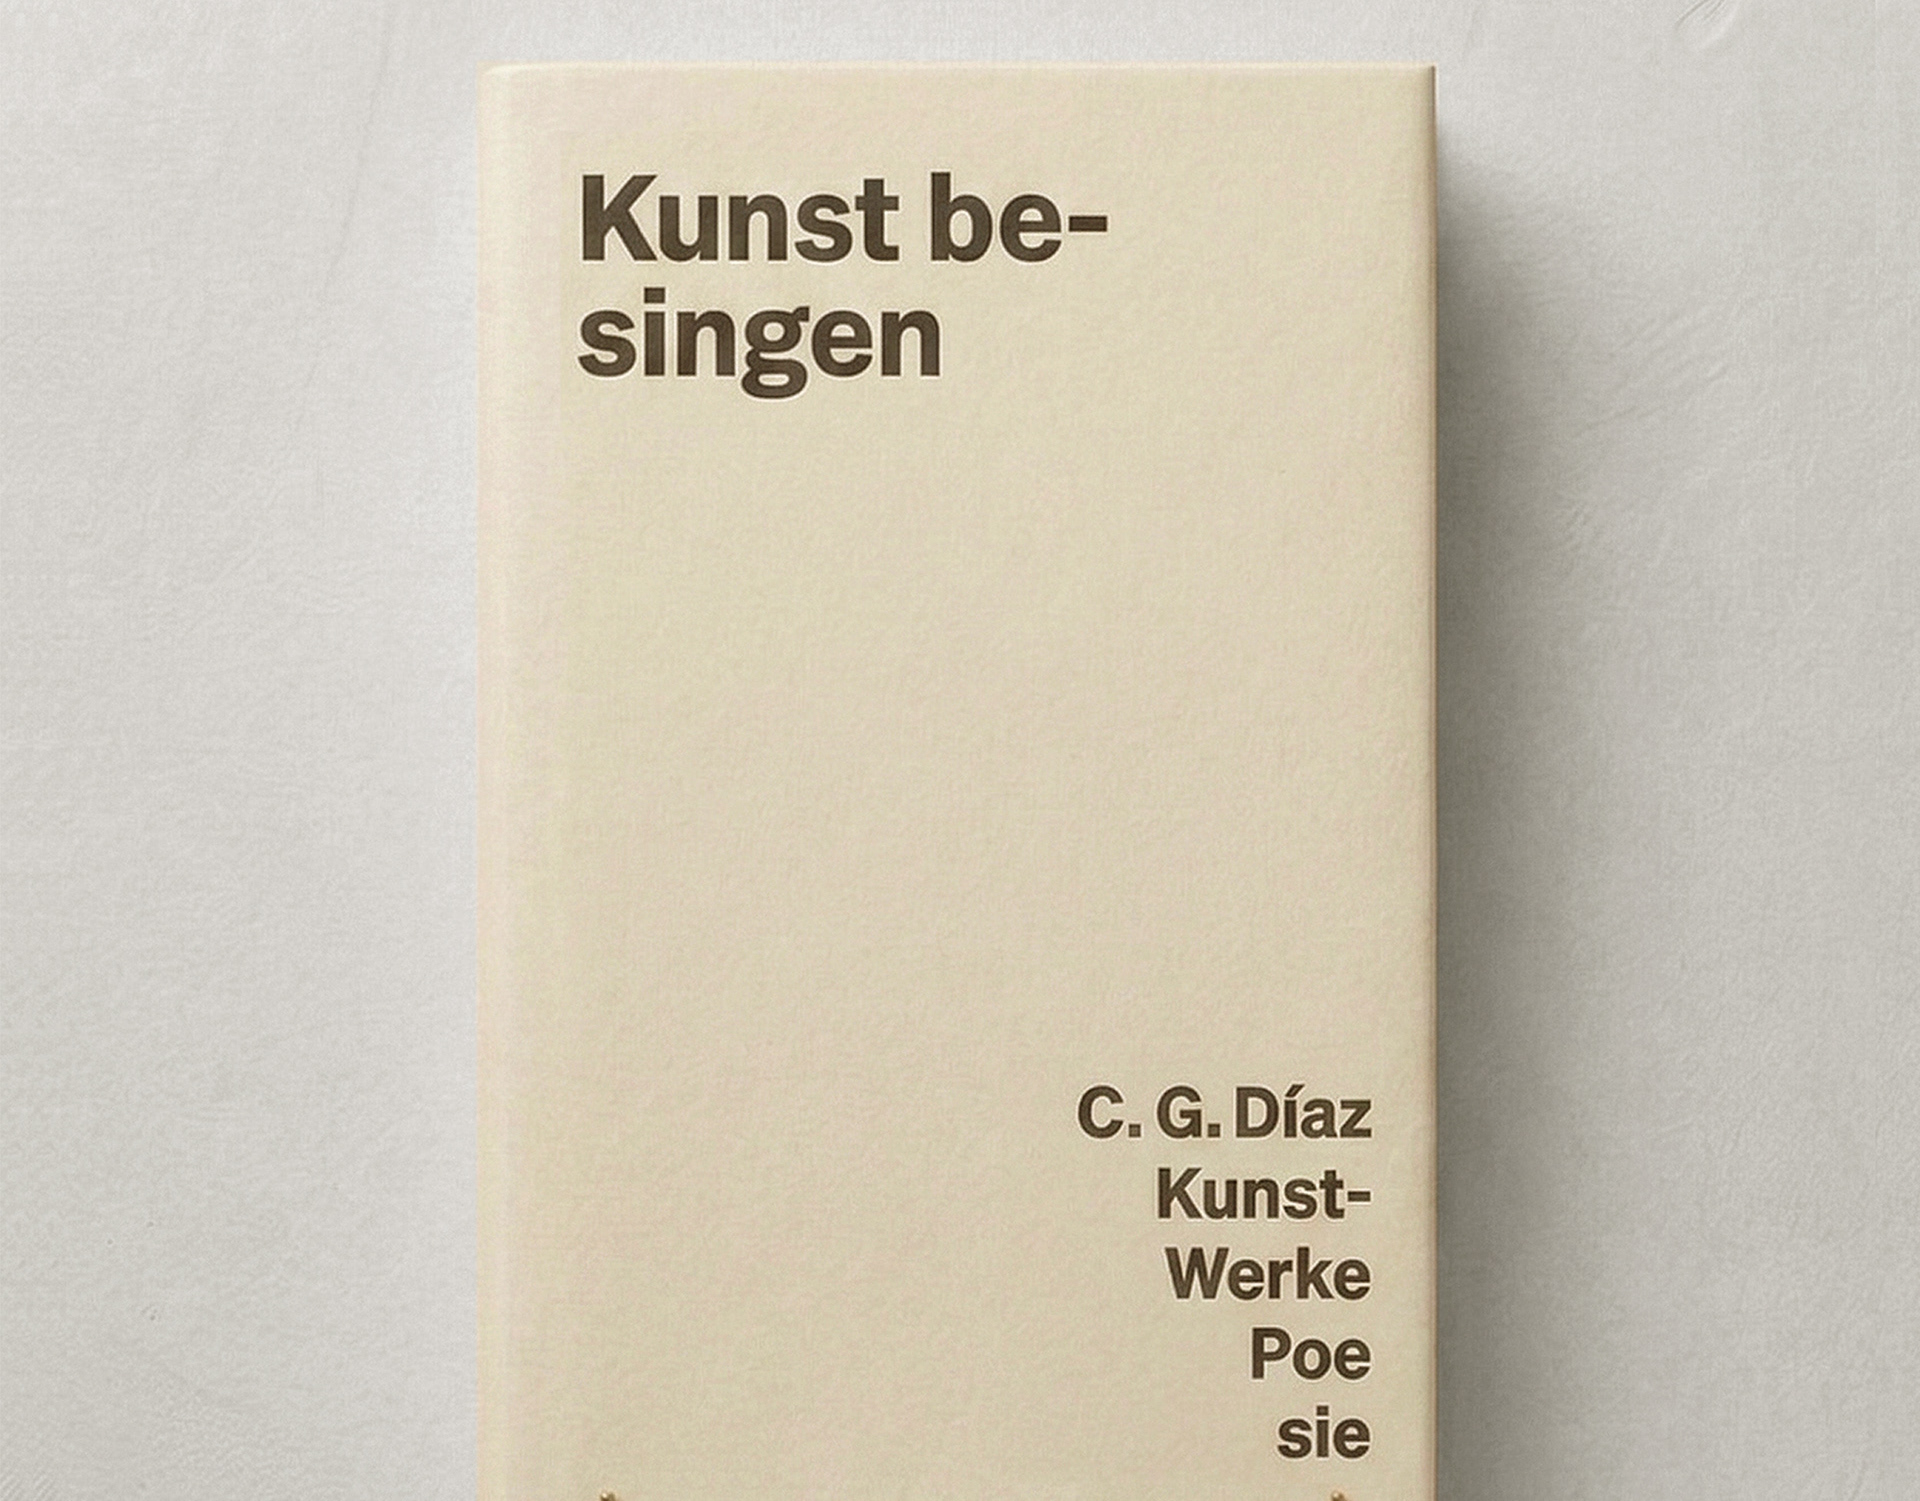 Kunst be-
singen
C. G. Díaz
Kunst-
Werke
Poe
sie